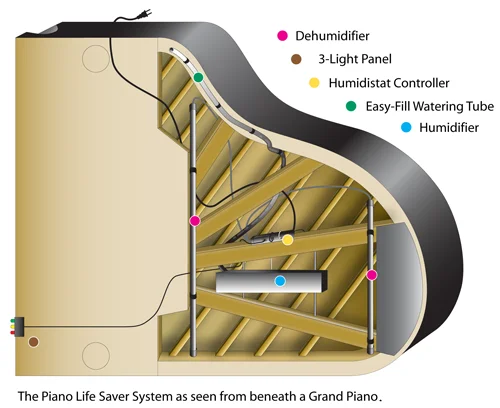 Dehumidifier
3-Light Panel
Humidistat Controller
Easy-Fill Watering Tube
Humidifier
The Piano Life Saver System as seen from beneath a Grand Piano.